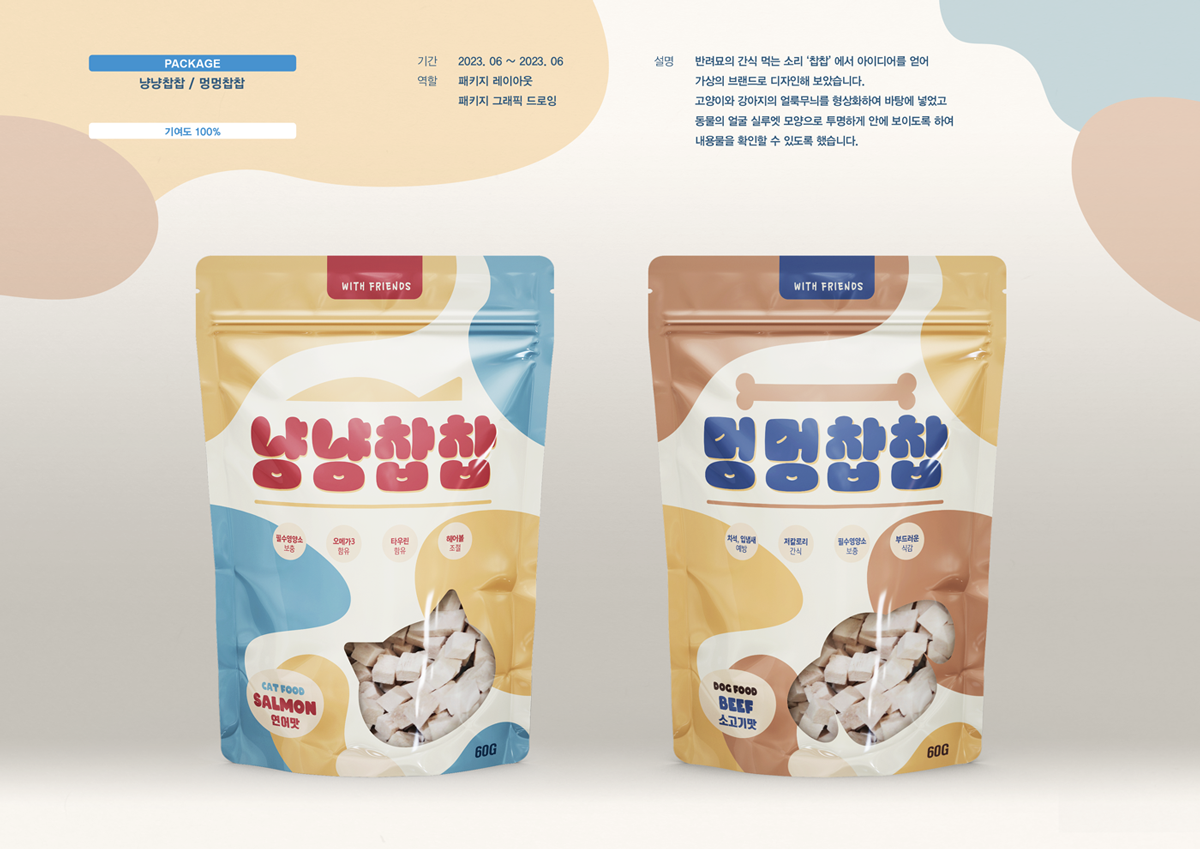 PACKAGE
냥냥찹찹 / 멍멍찹찹
기여도 100%
기간 2023. 06 ~ 2023. 06
역할 패키지 레이아웃
패키지 그래픽 드로잉
설명 반려묘의 간식 먹는 소리 ‘찹찹’ 에서 아이디어를 얻어
가상의 브랜드로 디자인해 보았습니다.
고양이와 강아지의 얼룩무늬를 형상화하여 바탕에 넣었고
동물의 얼굴 실루엣 모양으로 투명하게 안에 보이도록 하여
내용물을 확인할 수 있도록 했습니다.
WITH FRIENDS
냥냥찹찹
필수영양소
보충
오메가3
함유
타우린
함유
헤어볼
조절
CAT FOOD
SALMON
연어맛
60G
WITH FRIENDS
멍멍찹찹
치석, 입냄새
예방
저칼로리
간식
필수영양소
보충
부드러운
식감
DOG FOOD
BEEF
소고기맛
60G